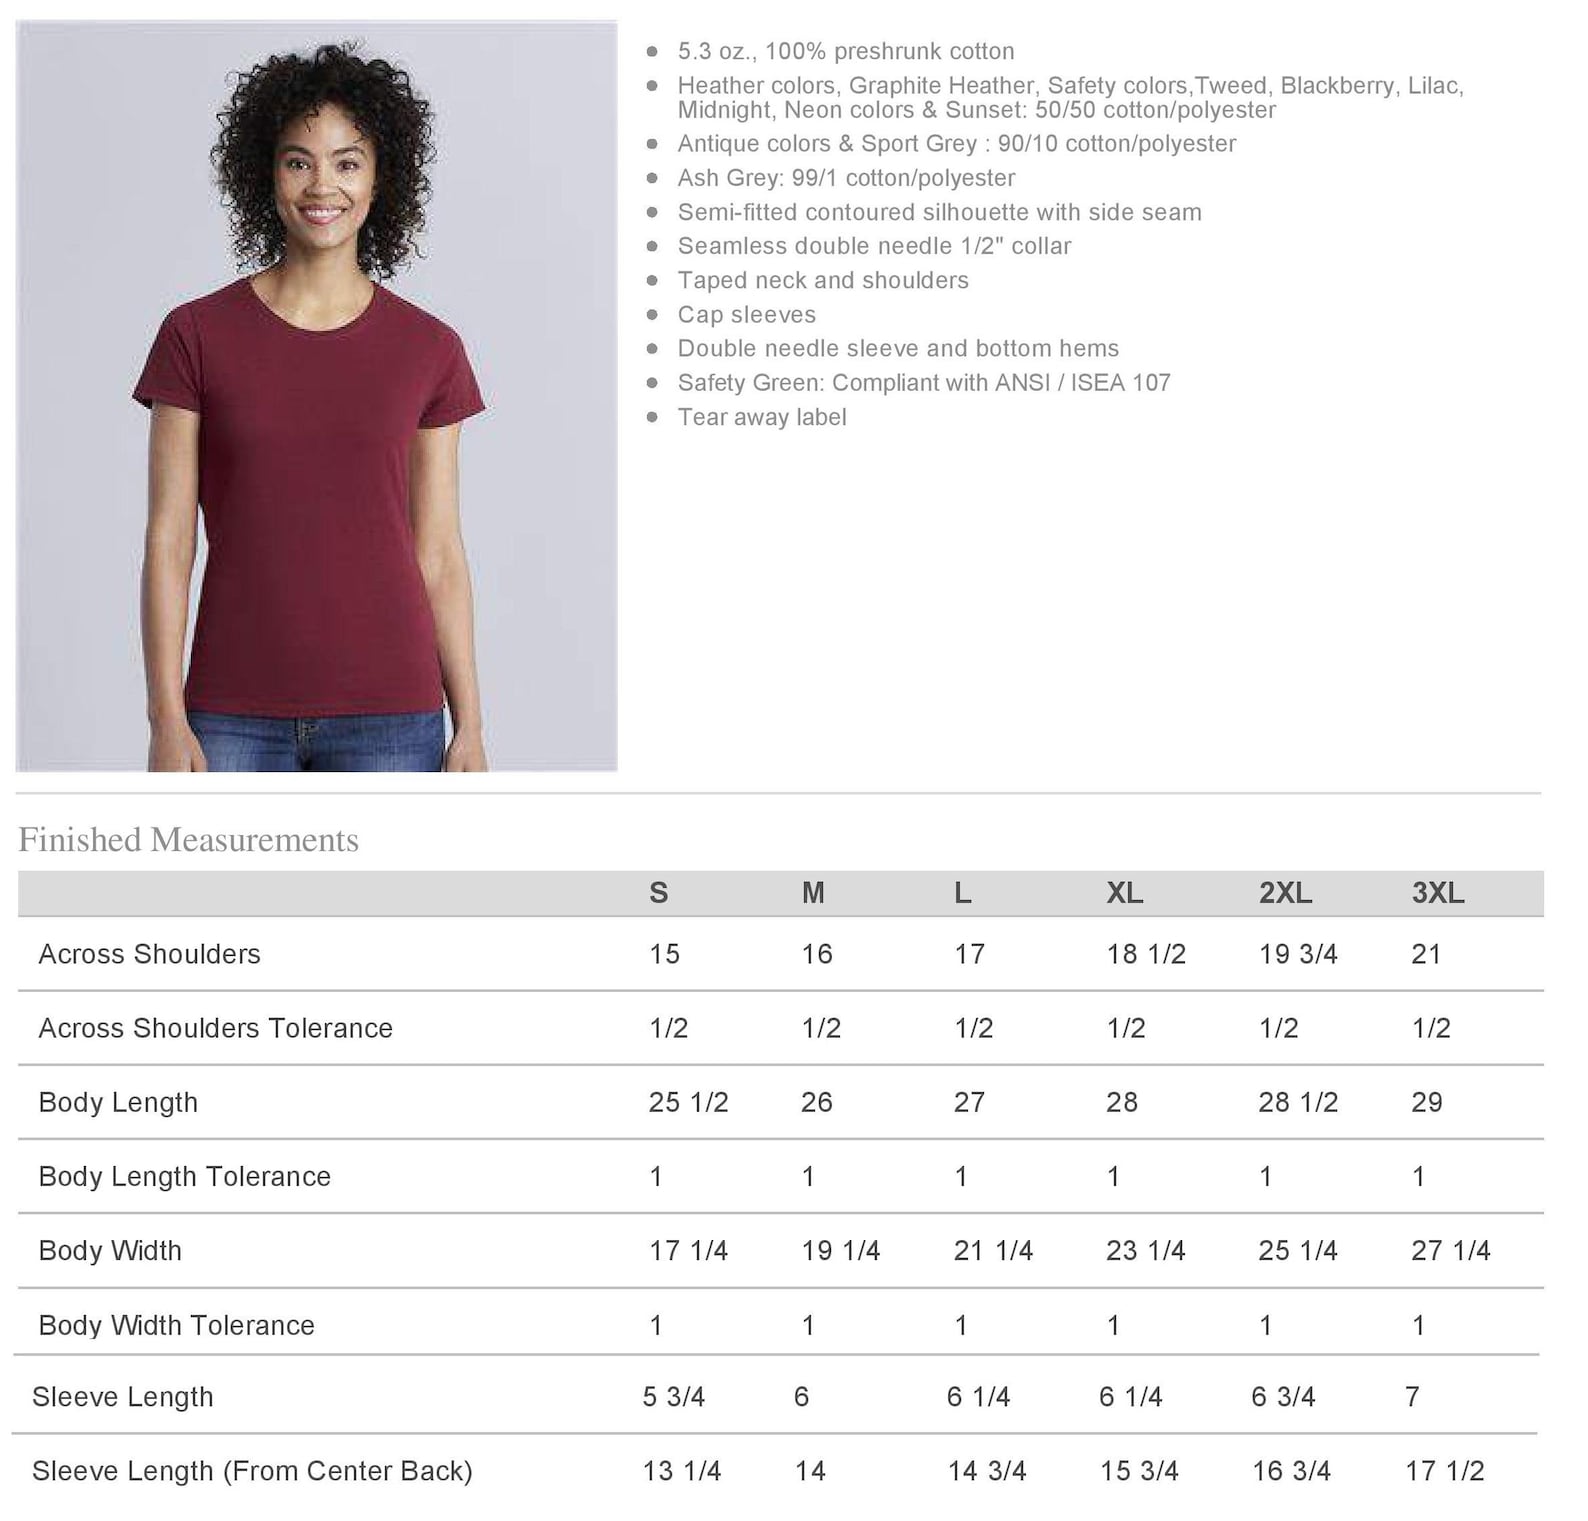 5.3 oz., 100% preshrunk cotton
Heather colors, Graphite Heather, Safety colors,Tweed, Blackberry, Lilac,
Midnight, Neon colors & Sunset: 50/50 cotton/polyester
Antique colors & Sport Grey : 90/10 cotton/polyester
Ash Grey: 99/1 cotton/polyester
Semi-fitted contoured silhouette with side seam
Seamless double needle 1/2" collar
Taped neck and shoulders
Cap sleeves
Double needle sleeve and bottom hems
Safety Green: Compliant with ANSI / ISEA 107
Tear away label
Finished Measurements
S M L XL 2XL 3XL
Across Shoulders 15 16 17 18 1/2 19 3/4 21
Across Shoulders Tolerance 1/2 1/2 1/2 1/2 1/2 1/2
Body Length 25 1/2 26 27 28 28 1/2 29
Body Length Tolerance 1 1 1 1 1 1
Body Width 17 1/4 19 1/4 21 1/4 23 1/4 25 1/4 27 1/4
Body Width Tolerance 1 1 1 1 1 1
Sleeve Length 5 3/4 6 6 1/4 6 1/4 6 3/4 7
Sleeve Length (From Center Back) 13 1/4 14 14 3/4 15 3/4 16 3/4 17 1/2